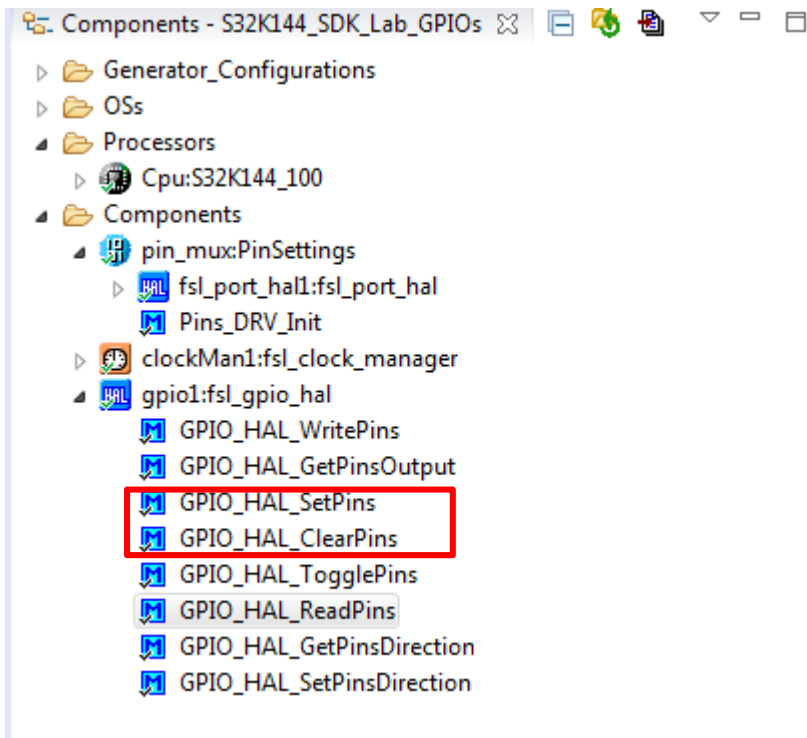 Components - S32K144_SDK_Lab_GPIOs
Generator_Configurations
OSs
Processors
Cpu:S32K144_100
Components
pin_mux:PinSettings
fsl_port_hal1:fsl_port_hal
Pins_DRV_Init
clockMan1:fsl_clock_manager
gpio1:fsl_gpio_hal
GPIO_HAL_WritePins
GPIO_HAL_GetPinsOutput
GPIO_HAL_SetPins
GPIO_HAL_ClearPins
GPIO_HAL_TogglePins
GPIO_HAL_ReadPins
GPIO_HAL_GetPinsDirection
GPIO_HAL_SetPinsDirection